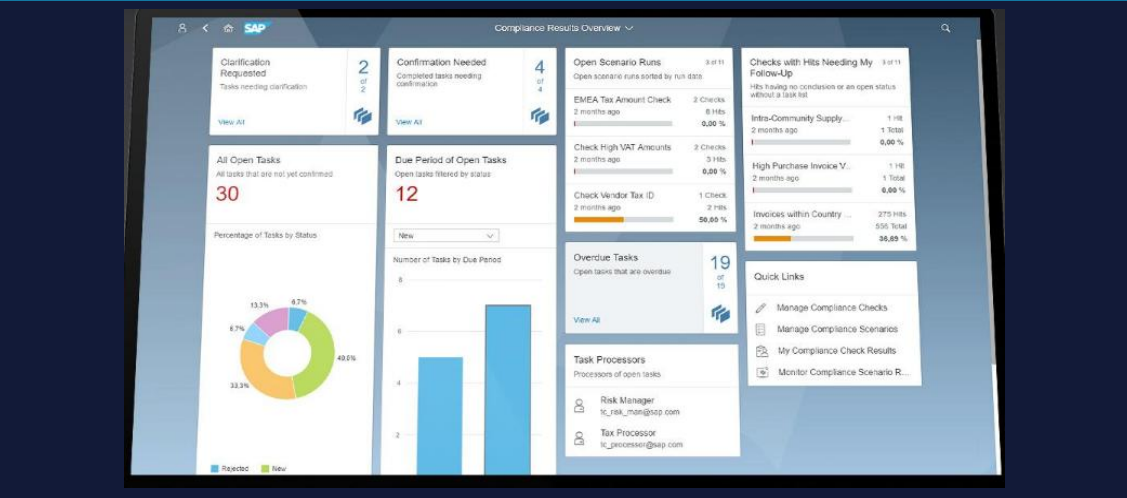 SAP
Compliance Results Overview
Clarification
Requested
Tasks needing clarification
2
of
2
View All
Confirmation Needed
Completed tasks needing
confirmation
4
of
4
View All
Open Scenario Runs
3 of 11
Open scenario runs sorted by run date
EMEA Tax Amount Check
2 Checks
2 months ago
8 Hits
0,00 %
Check High VAT Amounts
2 Checks
2 months ago
3 Hits
0,00 %
Check Vendor Tax ID
1 Check
2 months ago
2 Hits
50,00 %
Checks with Hits Needing My
Follow-Up
3 of 11
Hits having no conclusion or an open status
without a task list
Intra-Community Supply...
1 Hit
2 months ago
1 Total
0,00 %
High Purchase Invoice V...
1 Hit
2 months ago
1 Total
0,00 %
Invoices within Country ...
275 Hits
2 months ago
555 Total
36,89 %
All Open Tasks
All tasks that are not yet confirmed
30
Percentage of Tasks by Status
13,3%
6,7%
6,7%
40,0%
33,3%
Rejected
New
Due Period of Open Tasks
Open tasks filtered by status
12
New
Number of Tasks by Due Period
8
6
4
2
Overdue Tasks
Open tasks that are overdue
19
of
19
View All
Task Processors
Processors of open tasks
Risk Manager
tc_risk_man@sap.com
Tax Processor
tc_processor@sap.com
Quick Links
Manage Compliance Checks
Manage Compliance Scenarios
My Compliance Check Results
Monitor Compliance Scenario R...